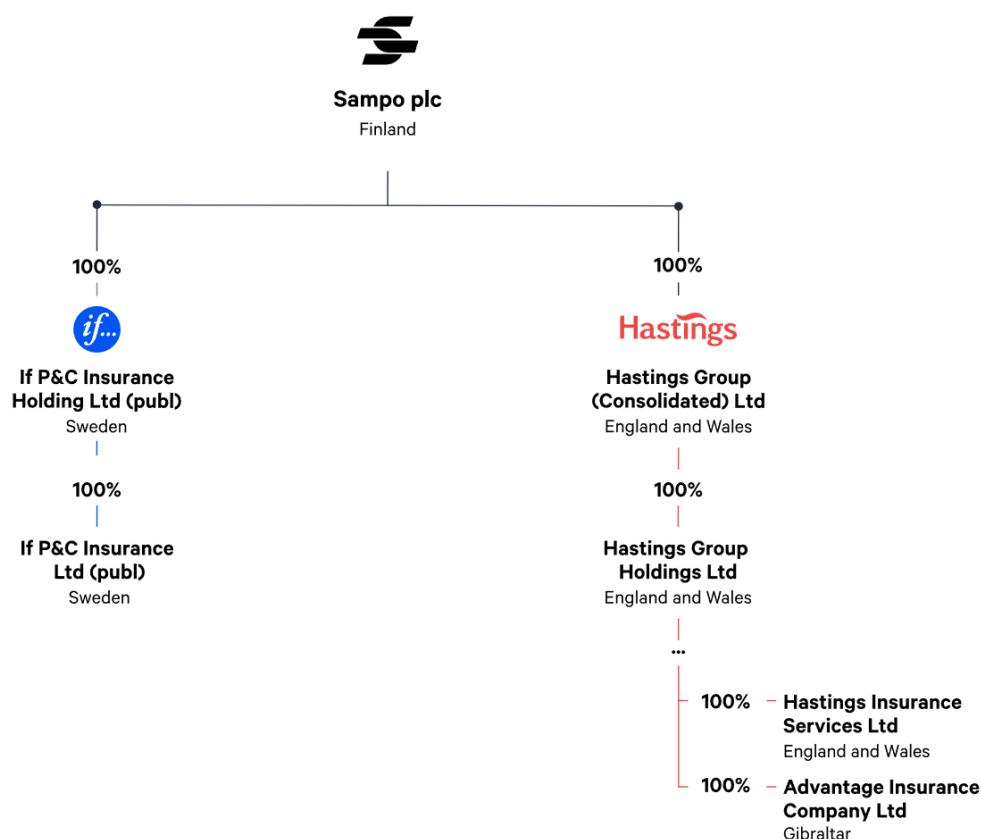 Sampo plc
Finland
100%
if...
If P&C Insurance
Holding Ltd (publ)
Sweden
100%
If P&C Insurance
Ltd (publ)
Sweden
100%
Hastings
Hastings Group
(Consolidated) Ltd
England and Wales
100%
Hastings Group
Holdings Ltd
England and Wales
...
100%
Hastings Insurance
Services Ltd
England and Wales
100%
Advantage Insurance
Company Ltd
Gibraltar